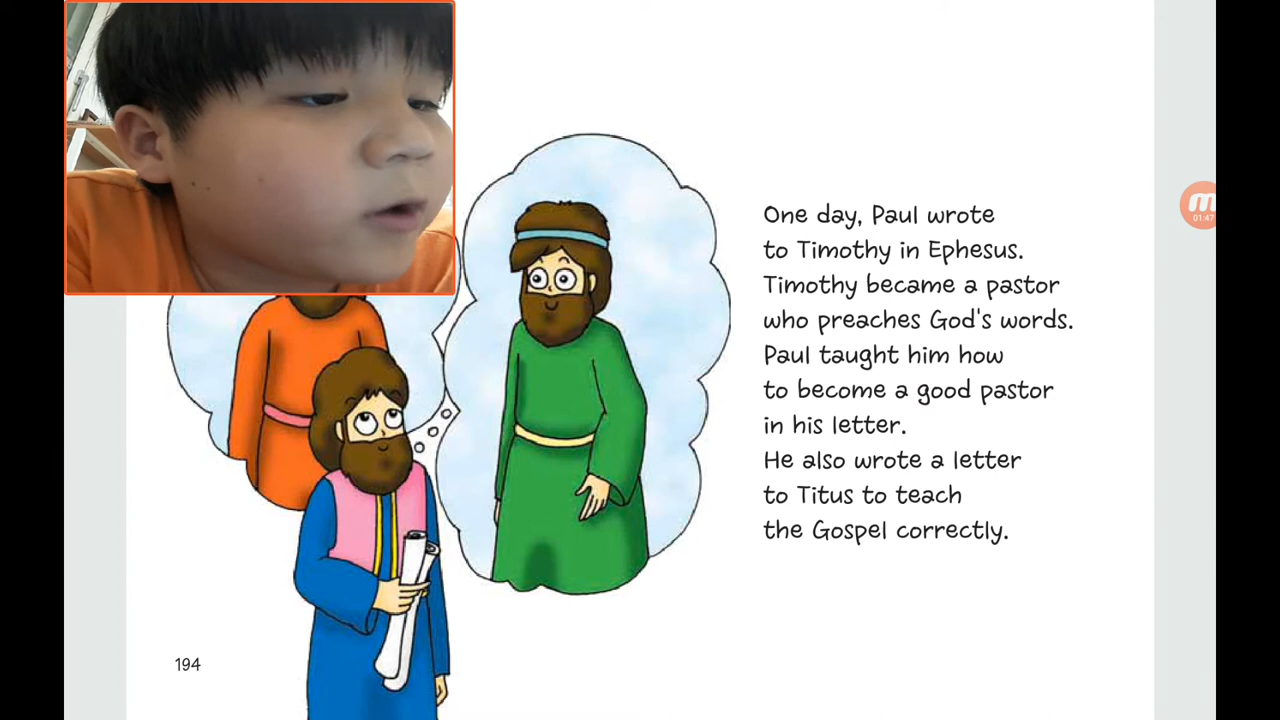 One day, Paul wrote
to Timothy in Ephesus.
Timothy became a pastor
who preaches God's words.
Paul taught him how
to become a good pastor
in his letter.
He also wrote a letter
to Titus to teach
the Gospel correctly.
194
M
01:47